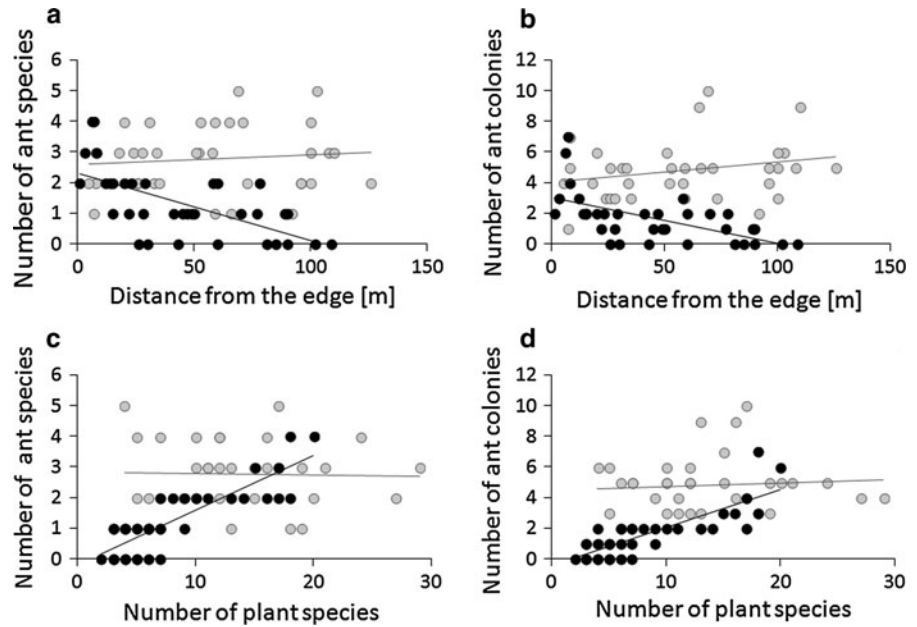 a
Number of ant species
6
5
4
3
2
1
0
0 50 100 150
Distance from the edge [m]
b
Number of ant colonies
12
10
8
6
4
2
0
0 50 100 150
Distance from the edge [m]
c
Number of ant species
6
5
4
3
2
1
0
0 10 20 30
Number of plant species
d
Number of ant colonies
12
10
8
6
4
2
0
0 10 20 30
Number of plant species